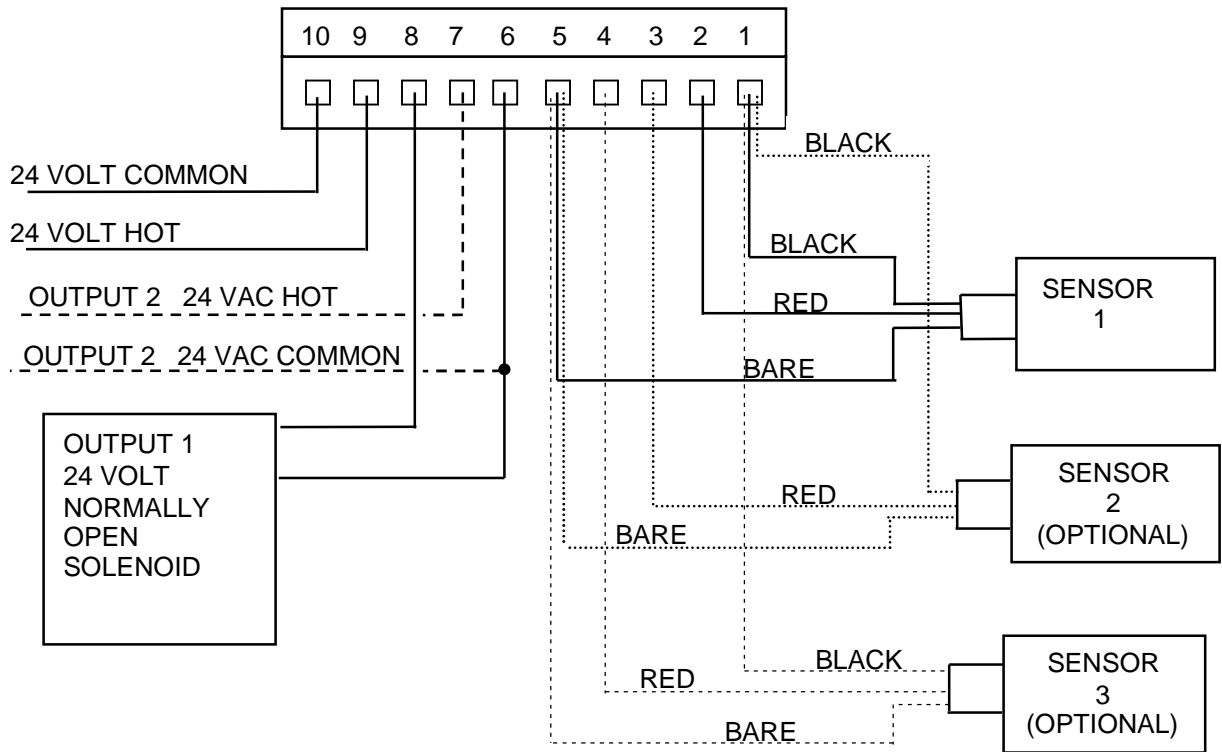 10 9 8 7 6 5 4 3 2 1
BLACK
24 VOLT COMMON
24 VOLT HOT
BLACK
OUTPUT 2 24 VAC HOT
RED
SENSOR
1
OUTPUT 2 24 VAC COMMON
BARE
OUTPUT 1
24 VOLT
NORMALLY
OPEN
SOLENOID
RED
BARE
SENSOR
2
(OPTIONAL)
BLACK
RED
BARE
SENSOR
3
(OPTIONAL)